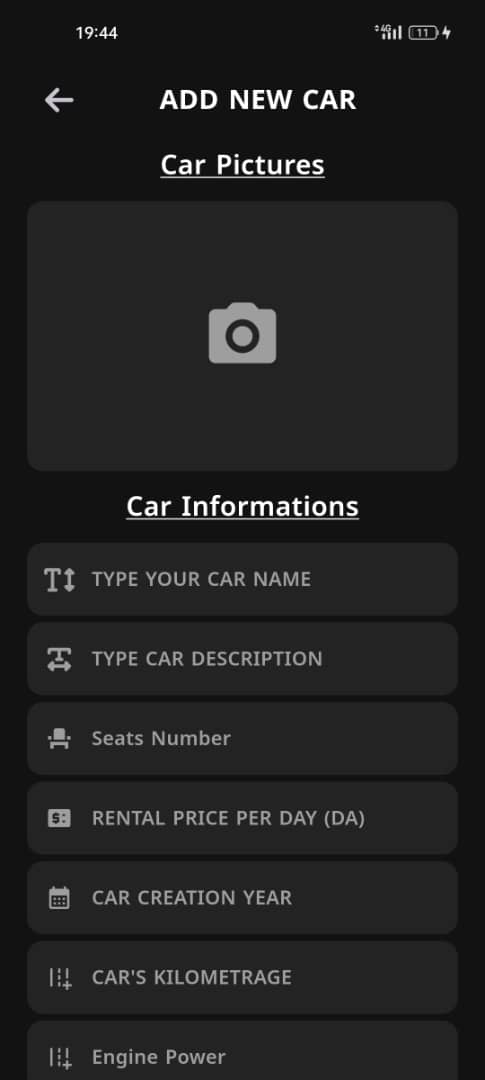 19:44
4G
11
ADD NEW CAR
Car Pictures
Car Informations
TYPE YOUR CAR NAME
TYPE CAR DESCRIPTION
Seats Number
RENTAL PRICE PER DAY (DA)
CAR CREATION YEAR
CAR'S KILOMETRAGE
Engine Power